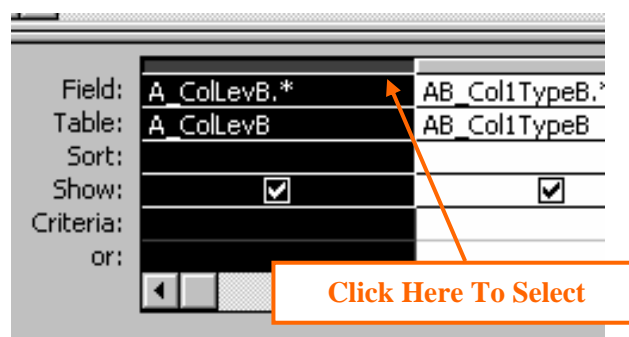 Field: A_ColLevB.* AB_Col1TypeB.*
Table: A_ColLevB AB_Col1TypeB
Sort:
Show:
Criteria:
or:
Click Here To Select